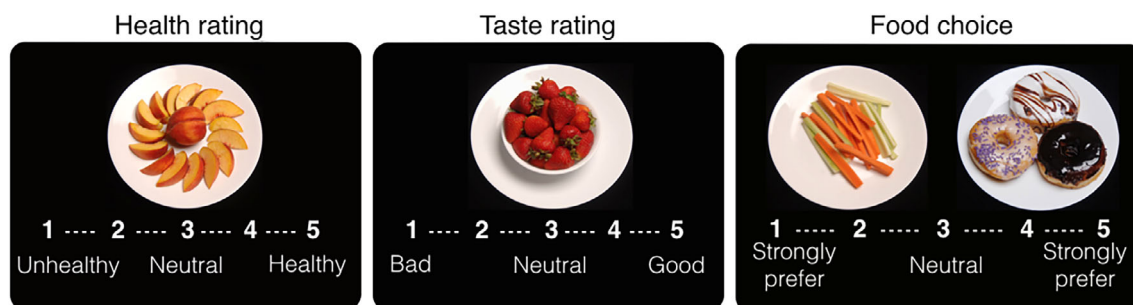 Health rating
Taste rating
Food choice
1 ---- 2 ---- 3 ---- 4 ---- 5
Unhealthy Neutral Healthy
1 ---- 2 ---- 3 ---- 4 ---- 5
Bad Neutral Good
1 ----- 2 ----- 3 ----- 4 ---- 5
Strongly
prefer
Neutral
Strongly
prefer